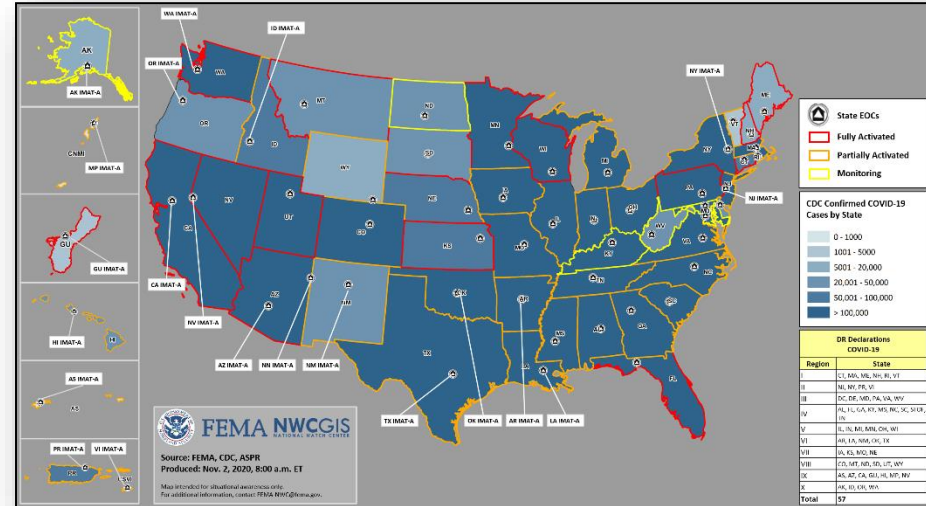 WA IMAT-A
ID IMAT-A
OR IMAT-A
NY IMAT-A
AK
AK IMAT-A
CNMI
MP IMAT-A
GU
GU IMAT-A
HI IMAT-A
HI
AS IMAT-A
AS
PR IMAT-A
VI IMAT-A
WA
OR
MT
ID
WY
ND
SD
NE
KS
MN
WI
NV
UT
CO
CA
AZ
NM
TX
OK
AR
LA
MS
AL
GA
FL
SC
NC
TN
KY
WV
VA
OH
IN
IL
IA
MO
MI
PA
NY
VT
NH
ME
CA IMAT-A
NV IMAT-A
AZ IMAT-A
NN IMAT-A
NM IMAT-A
TX IMAT-A
OK IMAT-A
AR IMAT-A
LA IMAT-A
NJ IMAT-A
FEMA NWCGIS
NATIONAL WATCH CENTER
Source: FEMA, CDC, ASPR
Produced: Nov. 2, 2020, 8:00 a.m. ET
Map intended for situational awareness only.
For additional information, contact FEMA-NWC@fema.gov.
State EOCs
Fully Activated
Partially Activated
Monitoring
CDC Confirmed COVID-19
Cases by State
0 - 1000
1001 - 5000
5001 - 20,000
20,001 - 50,000
50,001 - 100,000
> 100,000
DR Declarations
COVID-19
Region State
I CT, MA, ME, NH, RI, VT
II NJ, NY, PR, VI
III DC, DE, MD, PA, VA, WV
IV AL, FL, GA, KY, MS, NC, SC, TN
V IL, IN, MI, MN, OH, WI
VI AR, LA, NM, OK, TX
VII IA, KS, MO, NE
VIII CO, MT, ND, SD, UT, WY
IX AS, AZ, CA, GU, HI, MP, NV
X AK, ID, OR, WA
Total 57